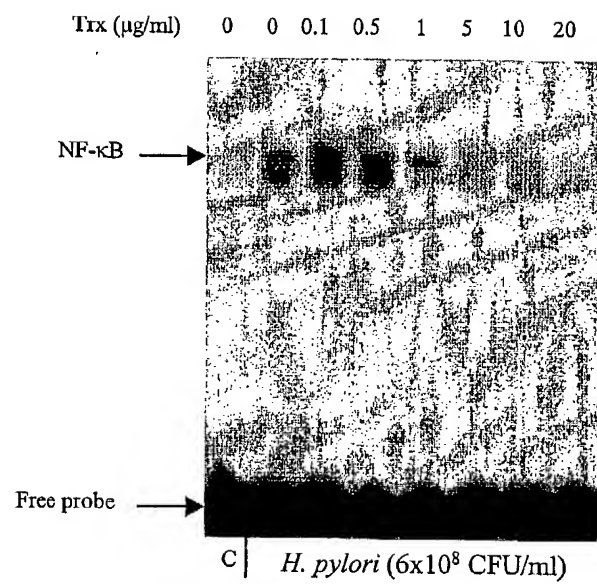 Trx (μg/ml) 0 0 0.1 0.5 1 5 10 20
NF-κB
Free probe
C H. pylori (6x10⁸ CFU/ml)